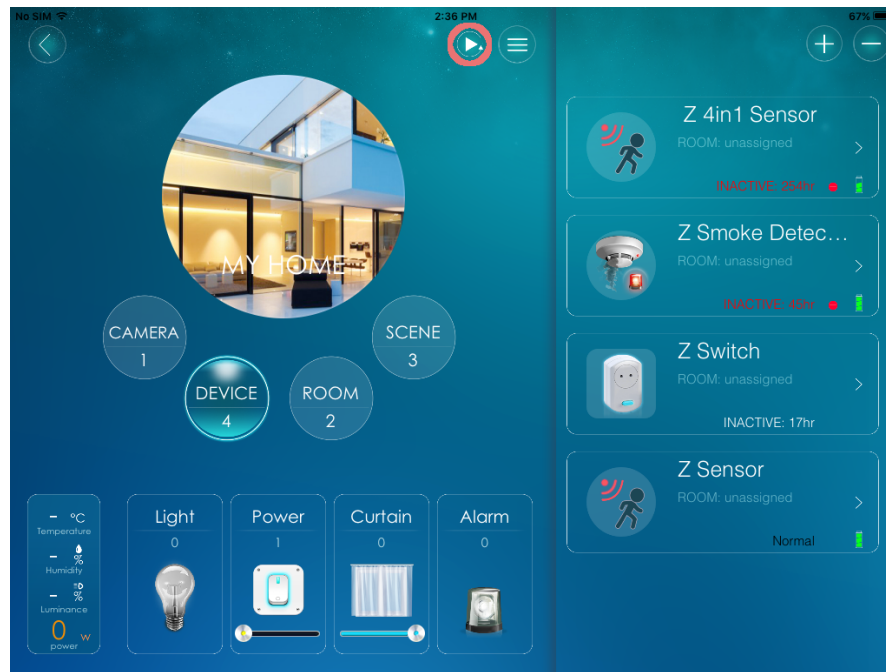 No SIM
2:36 PM
67%
MY HOME
CAMERA
1
DEVICE
4
ROOM
2
SCENE
3
- °C
Temperature
- %
Humidity
- %
Luminance
0 w
power
Light
0
Power
1
Curtain
0
Alarm
0
Z 4in1 Sensor
ROOM: unassigned
INACTIVE: 254hr
Z Smoke Detec...
ROOM: unassigned
INACTIVE: 45hr
Z Switch
ROOM: unassigned
INACTIVE: 17hr
Z Sensor
ROOM: unassigned
Normal